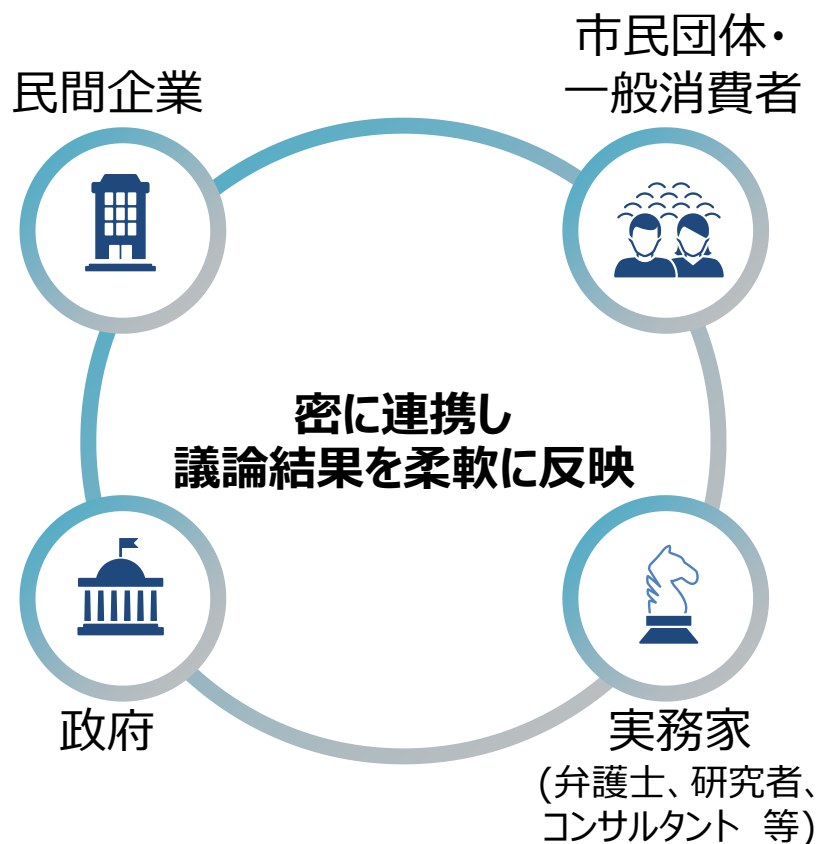 市民団体・
一般消費者
民間企業
密に連携し
議論結果を柔軟に反映
政府
実務家
(弁護士、研究者、
コンサルタント 等)